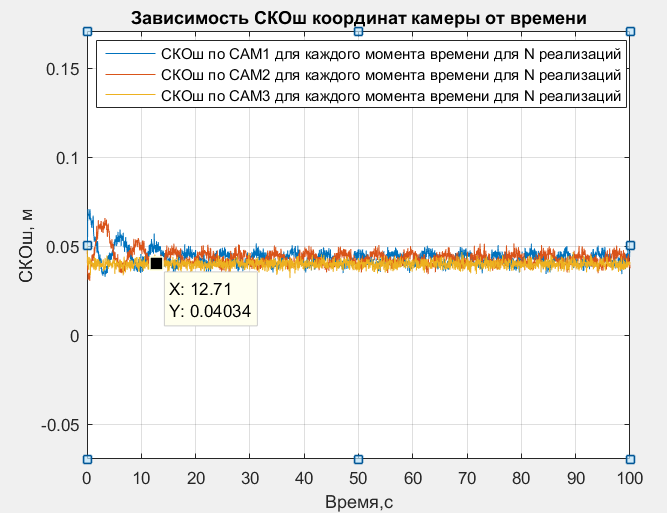 Зависимость СКОш координат камеры от времени
СКОш по CAM1 для каждого момента времени для N реализаций
СКОш по CAM2 для каждого момента времени для N реализаций
СКОш по CAM3 для каждого момента времени для N реализаций
0.15
0.1
0.05
0
-0.05
СКОш, м
X: 12.71
Y: 0.04034
0 10 20 30 40 50 60 70 80 90 100
Время,с